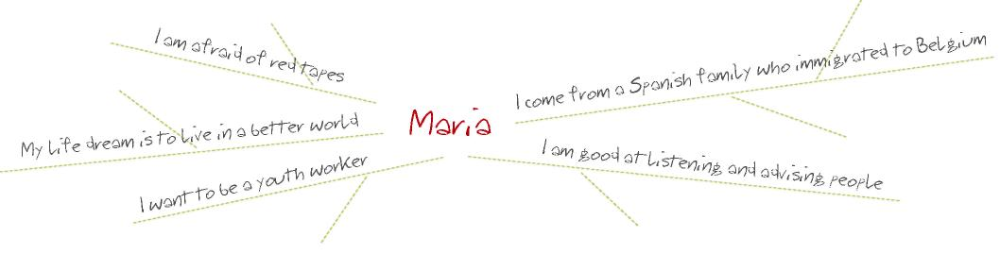 I am afraid of red tapes
I come from a Spanish family who immigrated to Belgium
My life dream is to live in a better world
Maria
I am good at listening and advising people
I want to be a youth worker